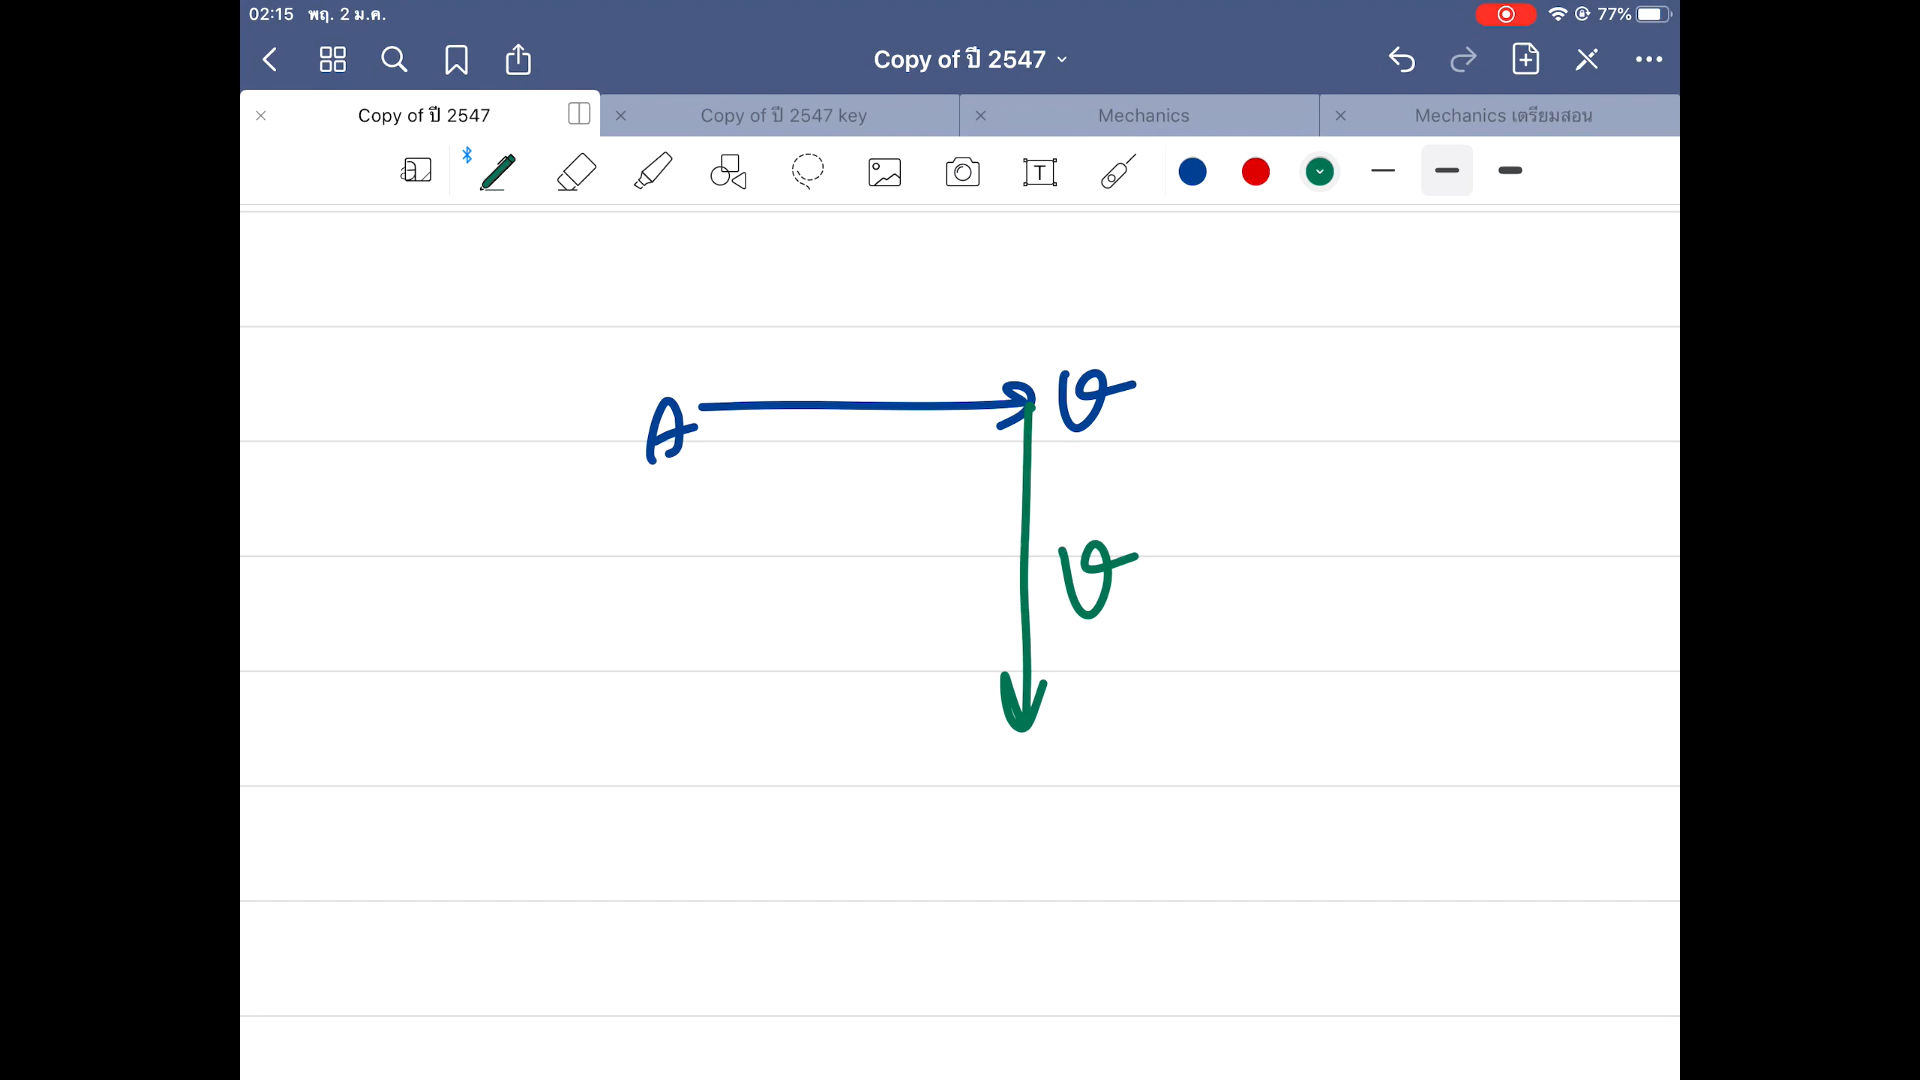 02:15 พฤ. 2 ม.ค.
77%
Copy of ปี 2547
Copy of ปี 2547
Copy of ปี 2547 key
Mechanics
Mechanics เตรียมสอน
T
A
v
v